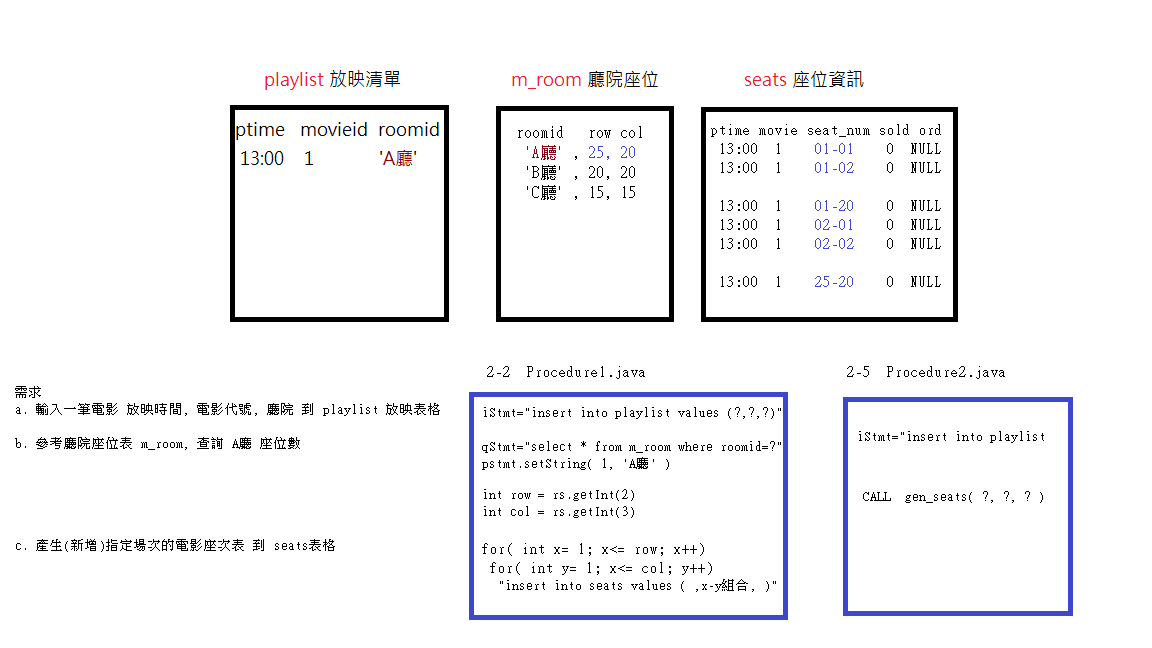 playlist 放映清單
ptime movieid roomid
13:00 1 'A廳'
m_room 廳院座位
roomid row col
'A廳' , 25, 20
'B廳' , 20, 20
'C廳' , 15, 15
seats 座位資訊
ptime movie seat_num sold ord
13:00 1 01-01 0 NULL
13:00 1 01-02 0 NULL
13:00 1 01-20 0 NULL
13:00 1 02-01 0 NULL
13:00 1 02-02 0 NULL
13:00 1 25-20 0 NULL
需求
a. 輸入一筆電影 放映時間, 電影代號, 廳院 到 playlist 放映表格
b. 參考廳院座位表 m_room, 查詢 A廳 座位數
c. 產生(新增)指定場次的電影座次表 到 seats表格
2-2 Procedure1.java
iStmt="insert into playlist values (?,?,?)"
qStmt="select * from m_room where roomid=?"
pstmt.setString( 1, 'A廳' )
int row = rs.getInt(2)
int col = rs.getInt(3)
for( int x= 1; x<= row; x++)
for( int y= 1; x<= col; y++)
"insert into seats values ( ,x-y組合, )"
2-5 Procedure2.java
iStmt="insert into playlist
CALL gen_seats( ?, ?, ? )